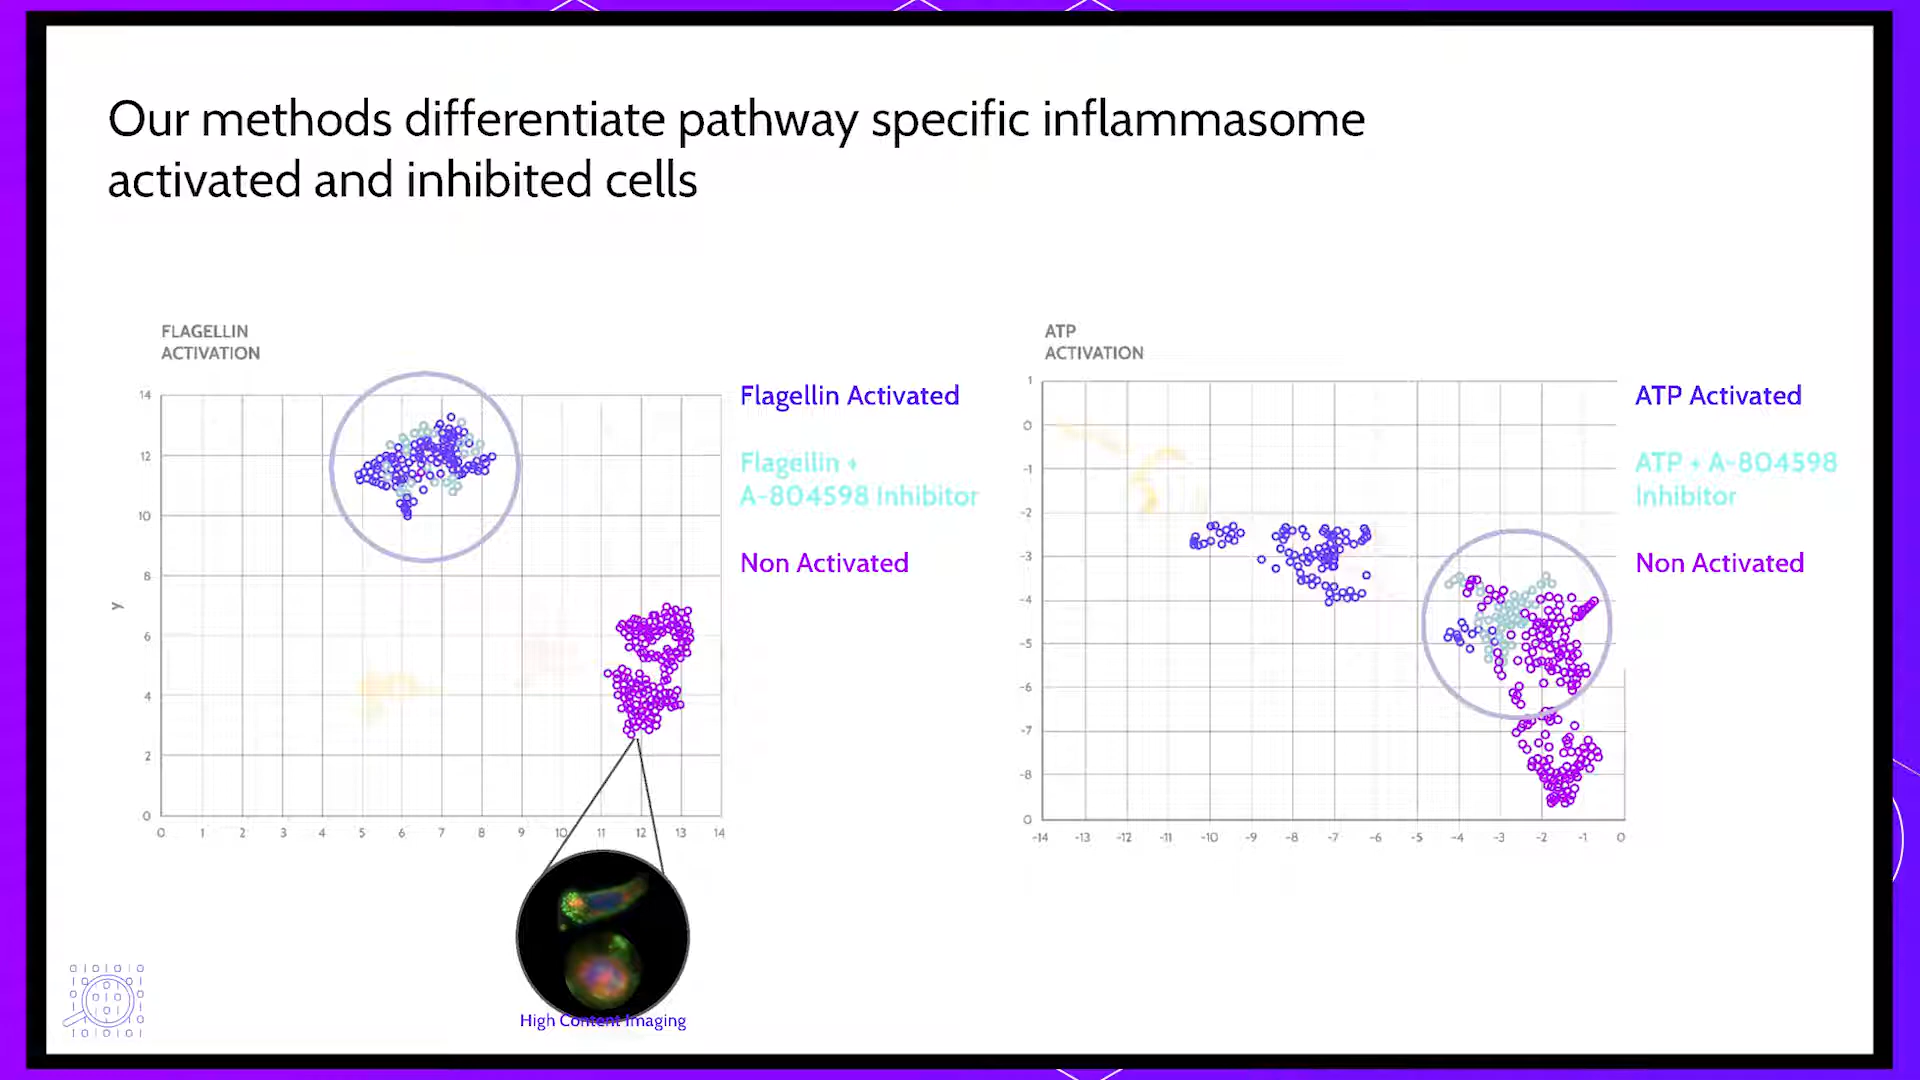 Our methods differentiate pathway specific inflammasome
activated and inhibited cells
FLAGELLIN
ACTIVATION
14
12
10
8
6
4
2
0
y
0 1 2 3 4 5 6 7 8 9 10 11 12 13 14
Flagellin Activated
Flagellin +
A-804598 Inhibitor
Non Activated
High Content Imaging
ATP
ACTIVATION
1
0
-1
-2
-3
-4
-5
-6
-7
-8
0
-14 -13 -12 -11 -10 -9 -8 -7 -6 -5 -4 -3 -2 -1 0
ATP Activated
ATP + A-804598
Inhibitor
Non Activated